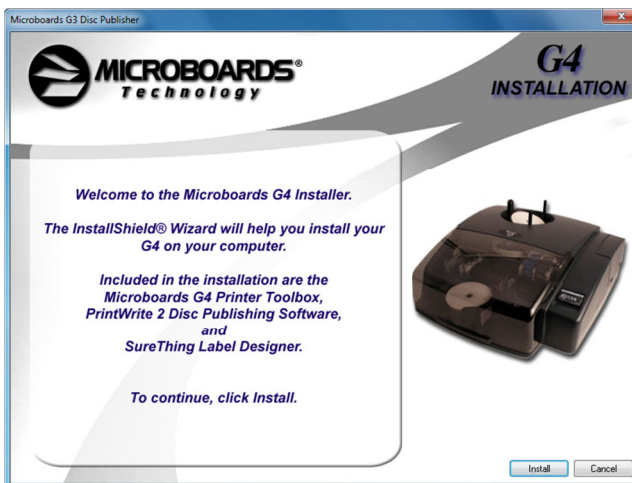 Microboards G3 Disc Publisher
MICROBOARDS®
Technology
G4
INSTALLATION
Welcome to the Microboards G4 Installer.
The InstallShield® Wizard will help you install your
G4 on your computer.
Included in the installation are the
Microboards G4 Printer Toolbox,
PrintWrite 2 Disc Publishing Software,
and
SureThing Label Designer.
To continue, click Install.
Install
Cancel